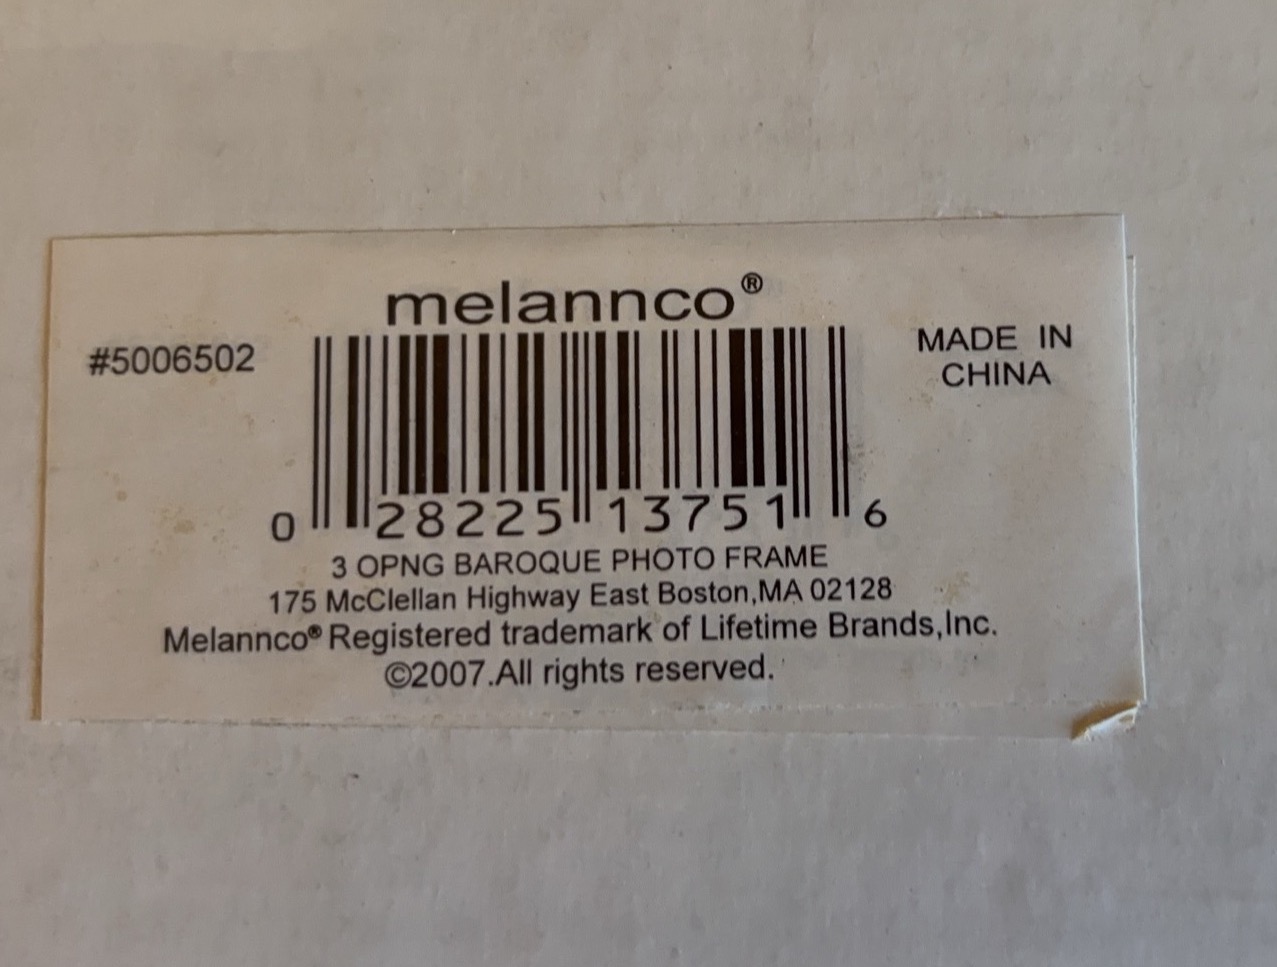 melannco®
#5006502
MADE IN
CHINA
0 28225 13751 6
3 OPNG BAROQUE PHOTO FRAME
175 McClellan Highway East Boston,MA 02128
Melannco® Registered trademark of Lifetime Brands,Inc.
©2007.All rights reserved.